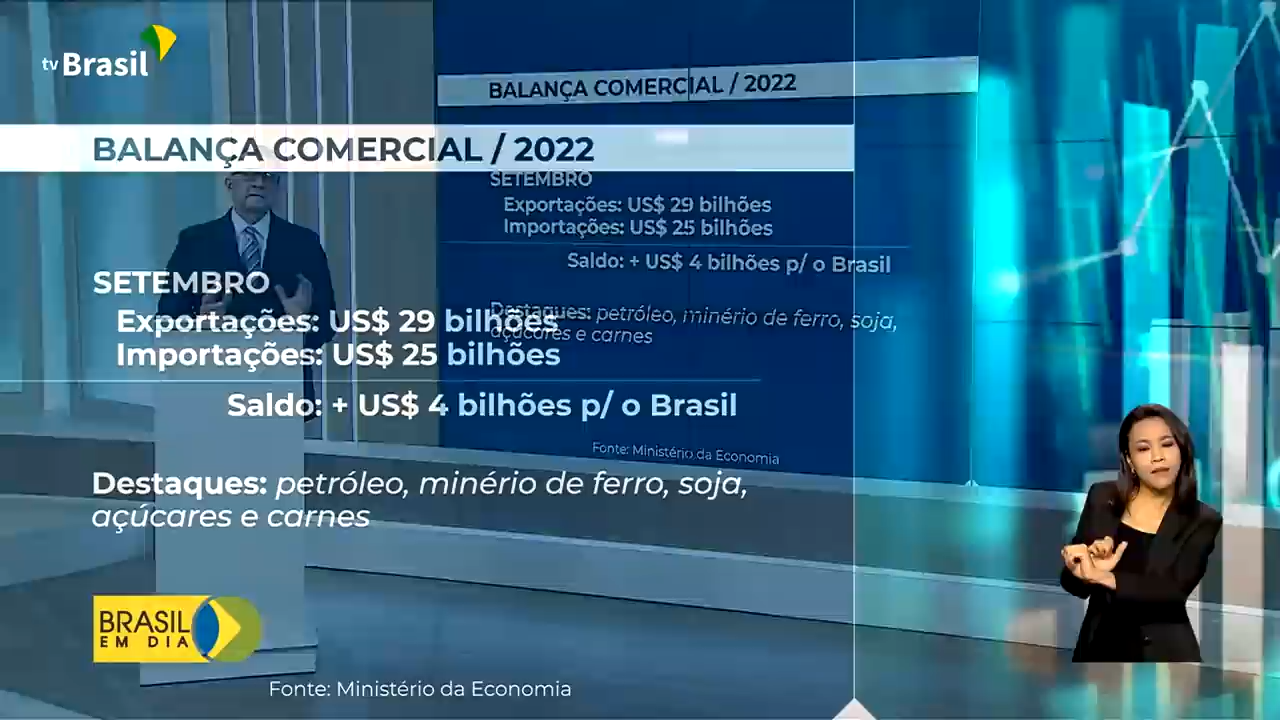 tv Brasil
BALANÇA COMERCIAL / 2022
SETEMBRO
Exportações: US$ 29 bilhões
Importações: US$ 25 bilhões
Saldo: + US$ 4 bilhões p/ o Brasil
Destaques: petróleo, minério de ferro, soja,
açúcares e carnes
Fonte: Ministério da Economia
BALANÇA COMERCIAL / 2022
SETEMBRO
Exportações: US$ 29 bilhões
Importações: US$ 25 bilhões
Saldo: + US$ 4 bilhões p/ o Brasil
Destaques: petróleo, minério de ferro, soja,
açúcares e carnes
BRASIL
EM DIA
Fonte: Ministério da Economia